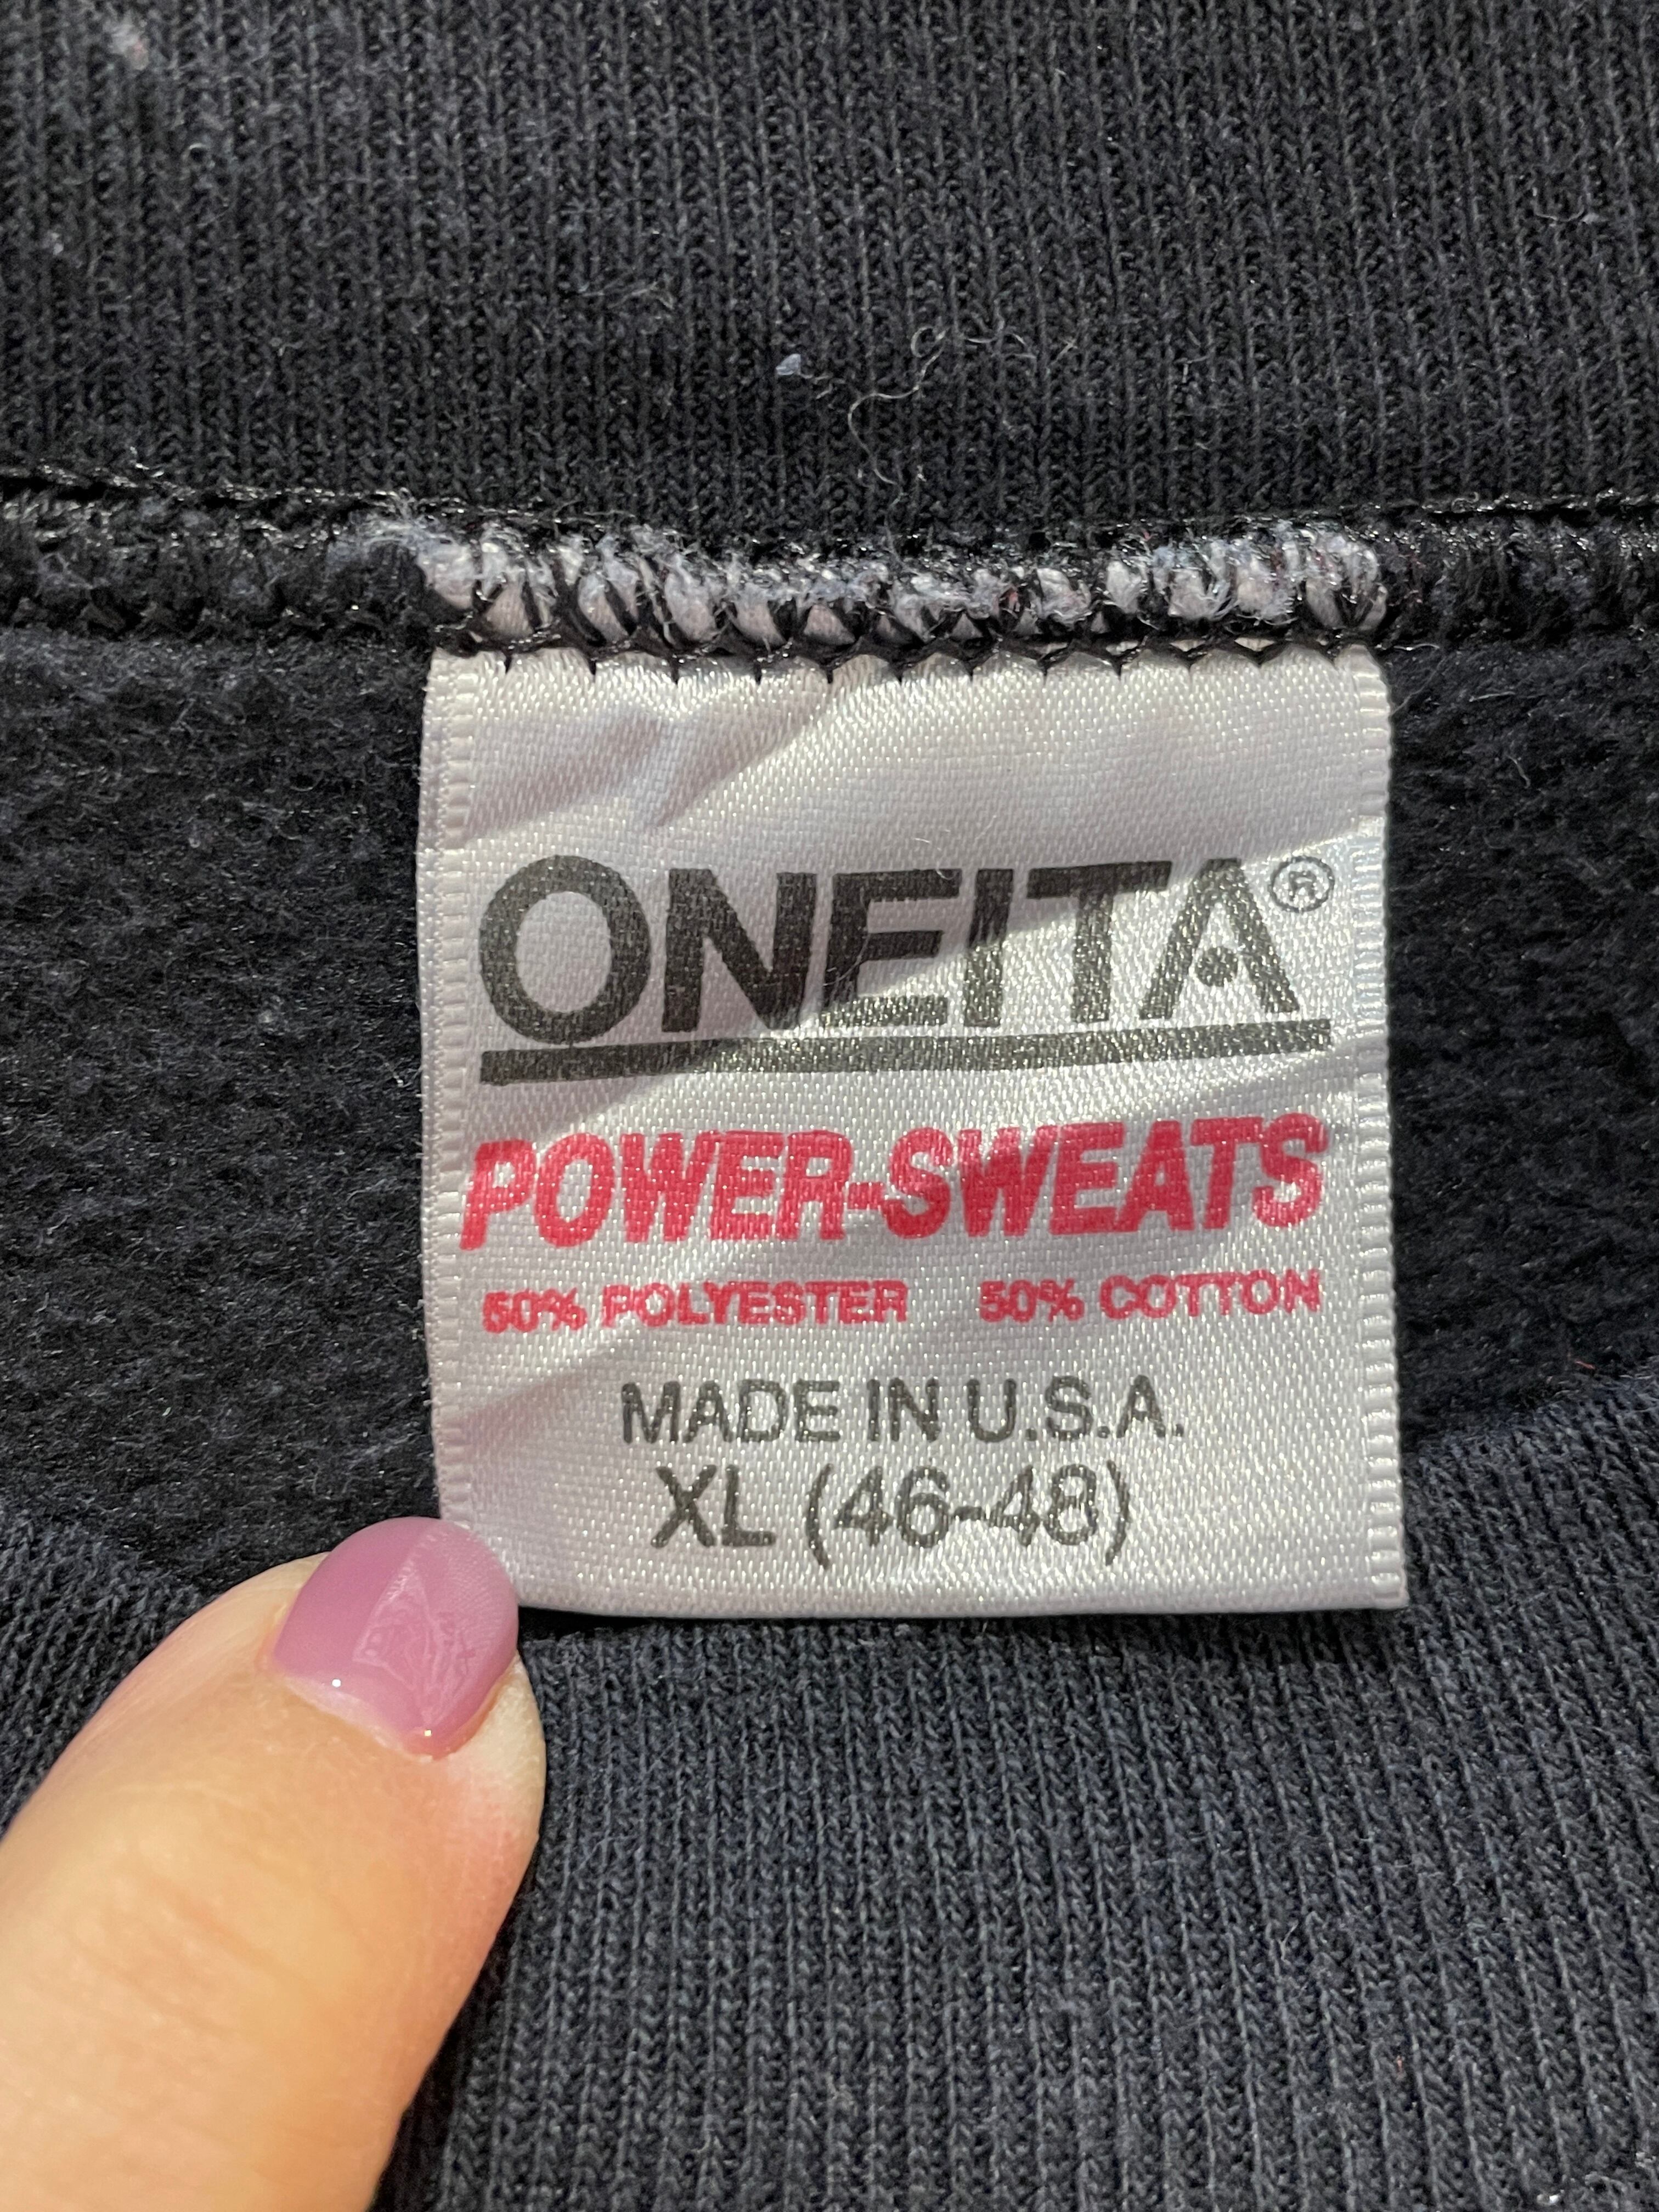 ONEITA®
POWER-SWEATS
50% POLYESTER 50% COTTON
MADE IN U.S.A.
XL (46-48)